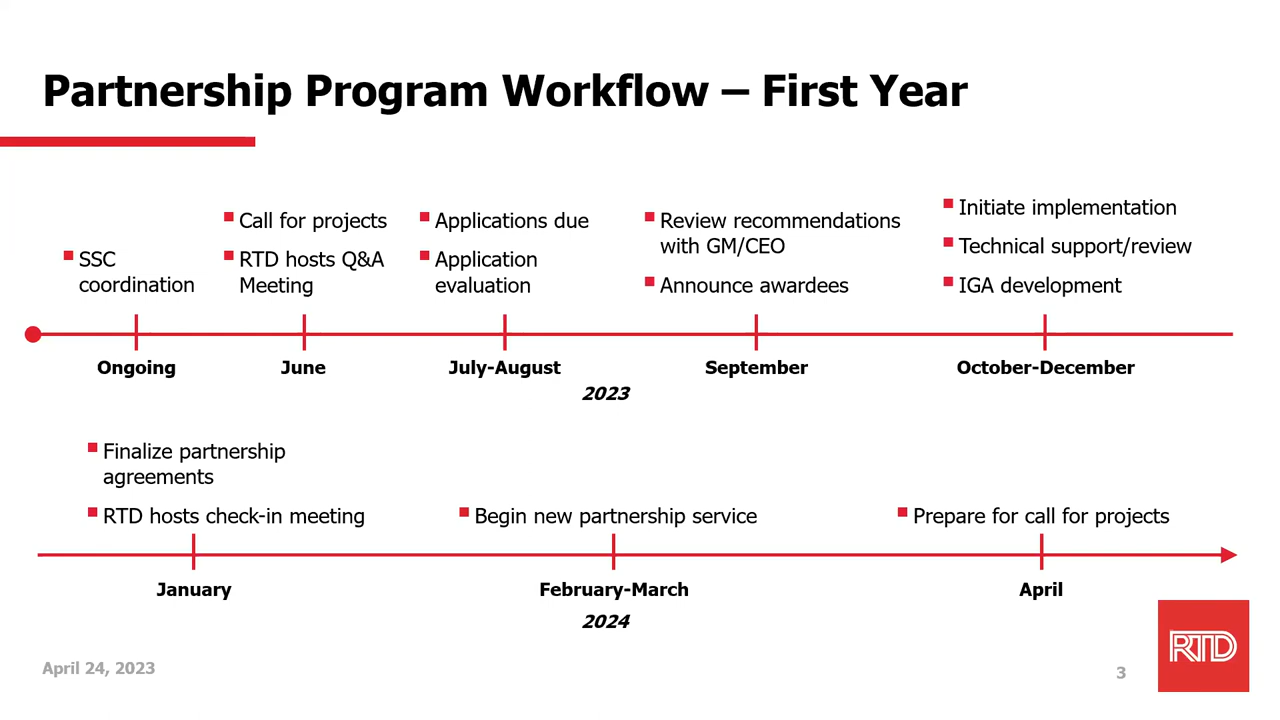 Partnership Program Workflow – First Year
SSC
coordination
Call for projects
RTD hosts Q&A
Meeting
Applications due
Application
evaluation
Review recommendations
with GM/CEO
Announce awardees
Initiate implementation
Technical support/review
IGA development
Ongoing
June
July-August
September
October-December
2023
Finalize partnership
agreements
RTD hosts check-in meeting
Begin new partnership service
Prepare for call for projects
January
February-March
April
2024
April 24, 2023
3
RTD